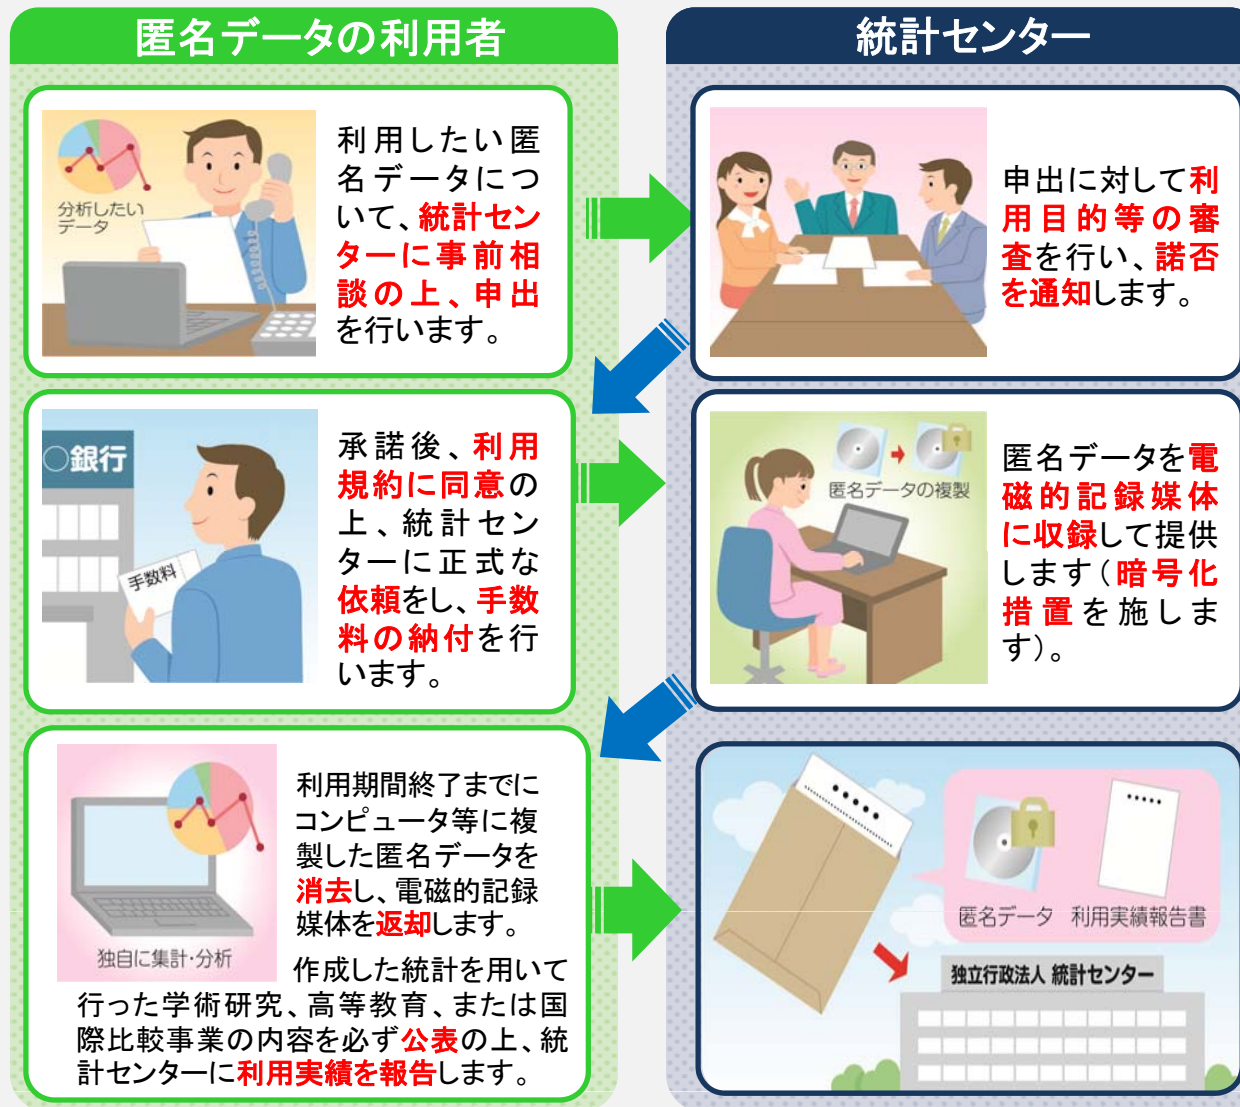 匿名データの利用者
統計センター
分析したい
データ
利用したい匿
名データにつ
いて、統計セン
ターに事前相
談の上、申出
を行います。
申出に対して利
用目的等の審
査を行い、諾否
を通知します。
○銀行
手数料
承諾後、利用
規約に同意の
上、統計セン
ターに正式な
依頼をし、手数
料の納付を行
います。
匿名データの複製
匿名データを電
磁的記録媒体
に収録して提供
します（暗号化
措置を施しま
す）。
独自に集計・分析
利用期間終了までに
コンピュータ等に複
製した匿名データを
消去し、電磁的記録
媒体を返却します。
作成した統計を用いて
行った学術研究、高等教育、または国
際比較事業の内容を必ず公表の上、統
計センターに利用実績を報告します。
匿名データ 利用実績報告書
独立行政法人 統計センター